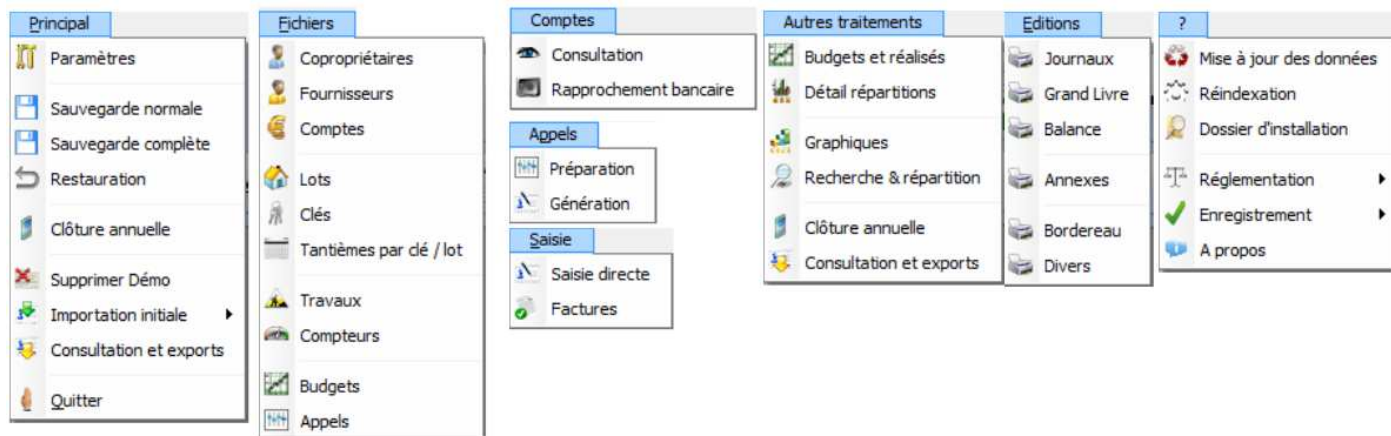 Principal
Paramètres
Sauvegarde normale
Sauvegarde complète
Restauration
Clôture annuelle
Supprimer Démo
Importation initiale
Consultation et exports
Quitter
Fichiers
Copropriétaires
Fournisseurs
Comptes
Lots
Clés
Tantièmes par clé / lot
Travaux
Compteurs
Budgets
Appels
Comptes
Consultation
Rapprochement bancaire
Appels
Préparation
Génération
Saisie
Saisie directe
Factures
Autres traitements
Budgets et réalisés
Détail répartitions
Graphiques
Recherche & répartition
Clôture annuelle
Consultation et exports
Editions
Journaux
Grand Livre
Balance
Annexes
Bordereau
Divers
?
Mise à jour des données
Réindexation
Dossier d'installation
Réglementation
Enregistrement
A propos